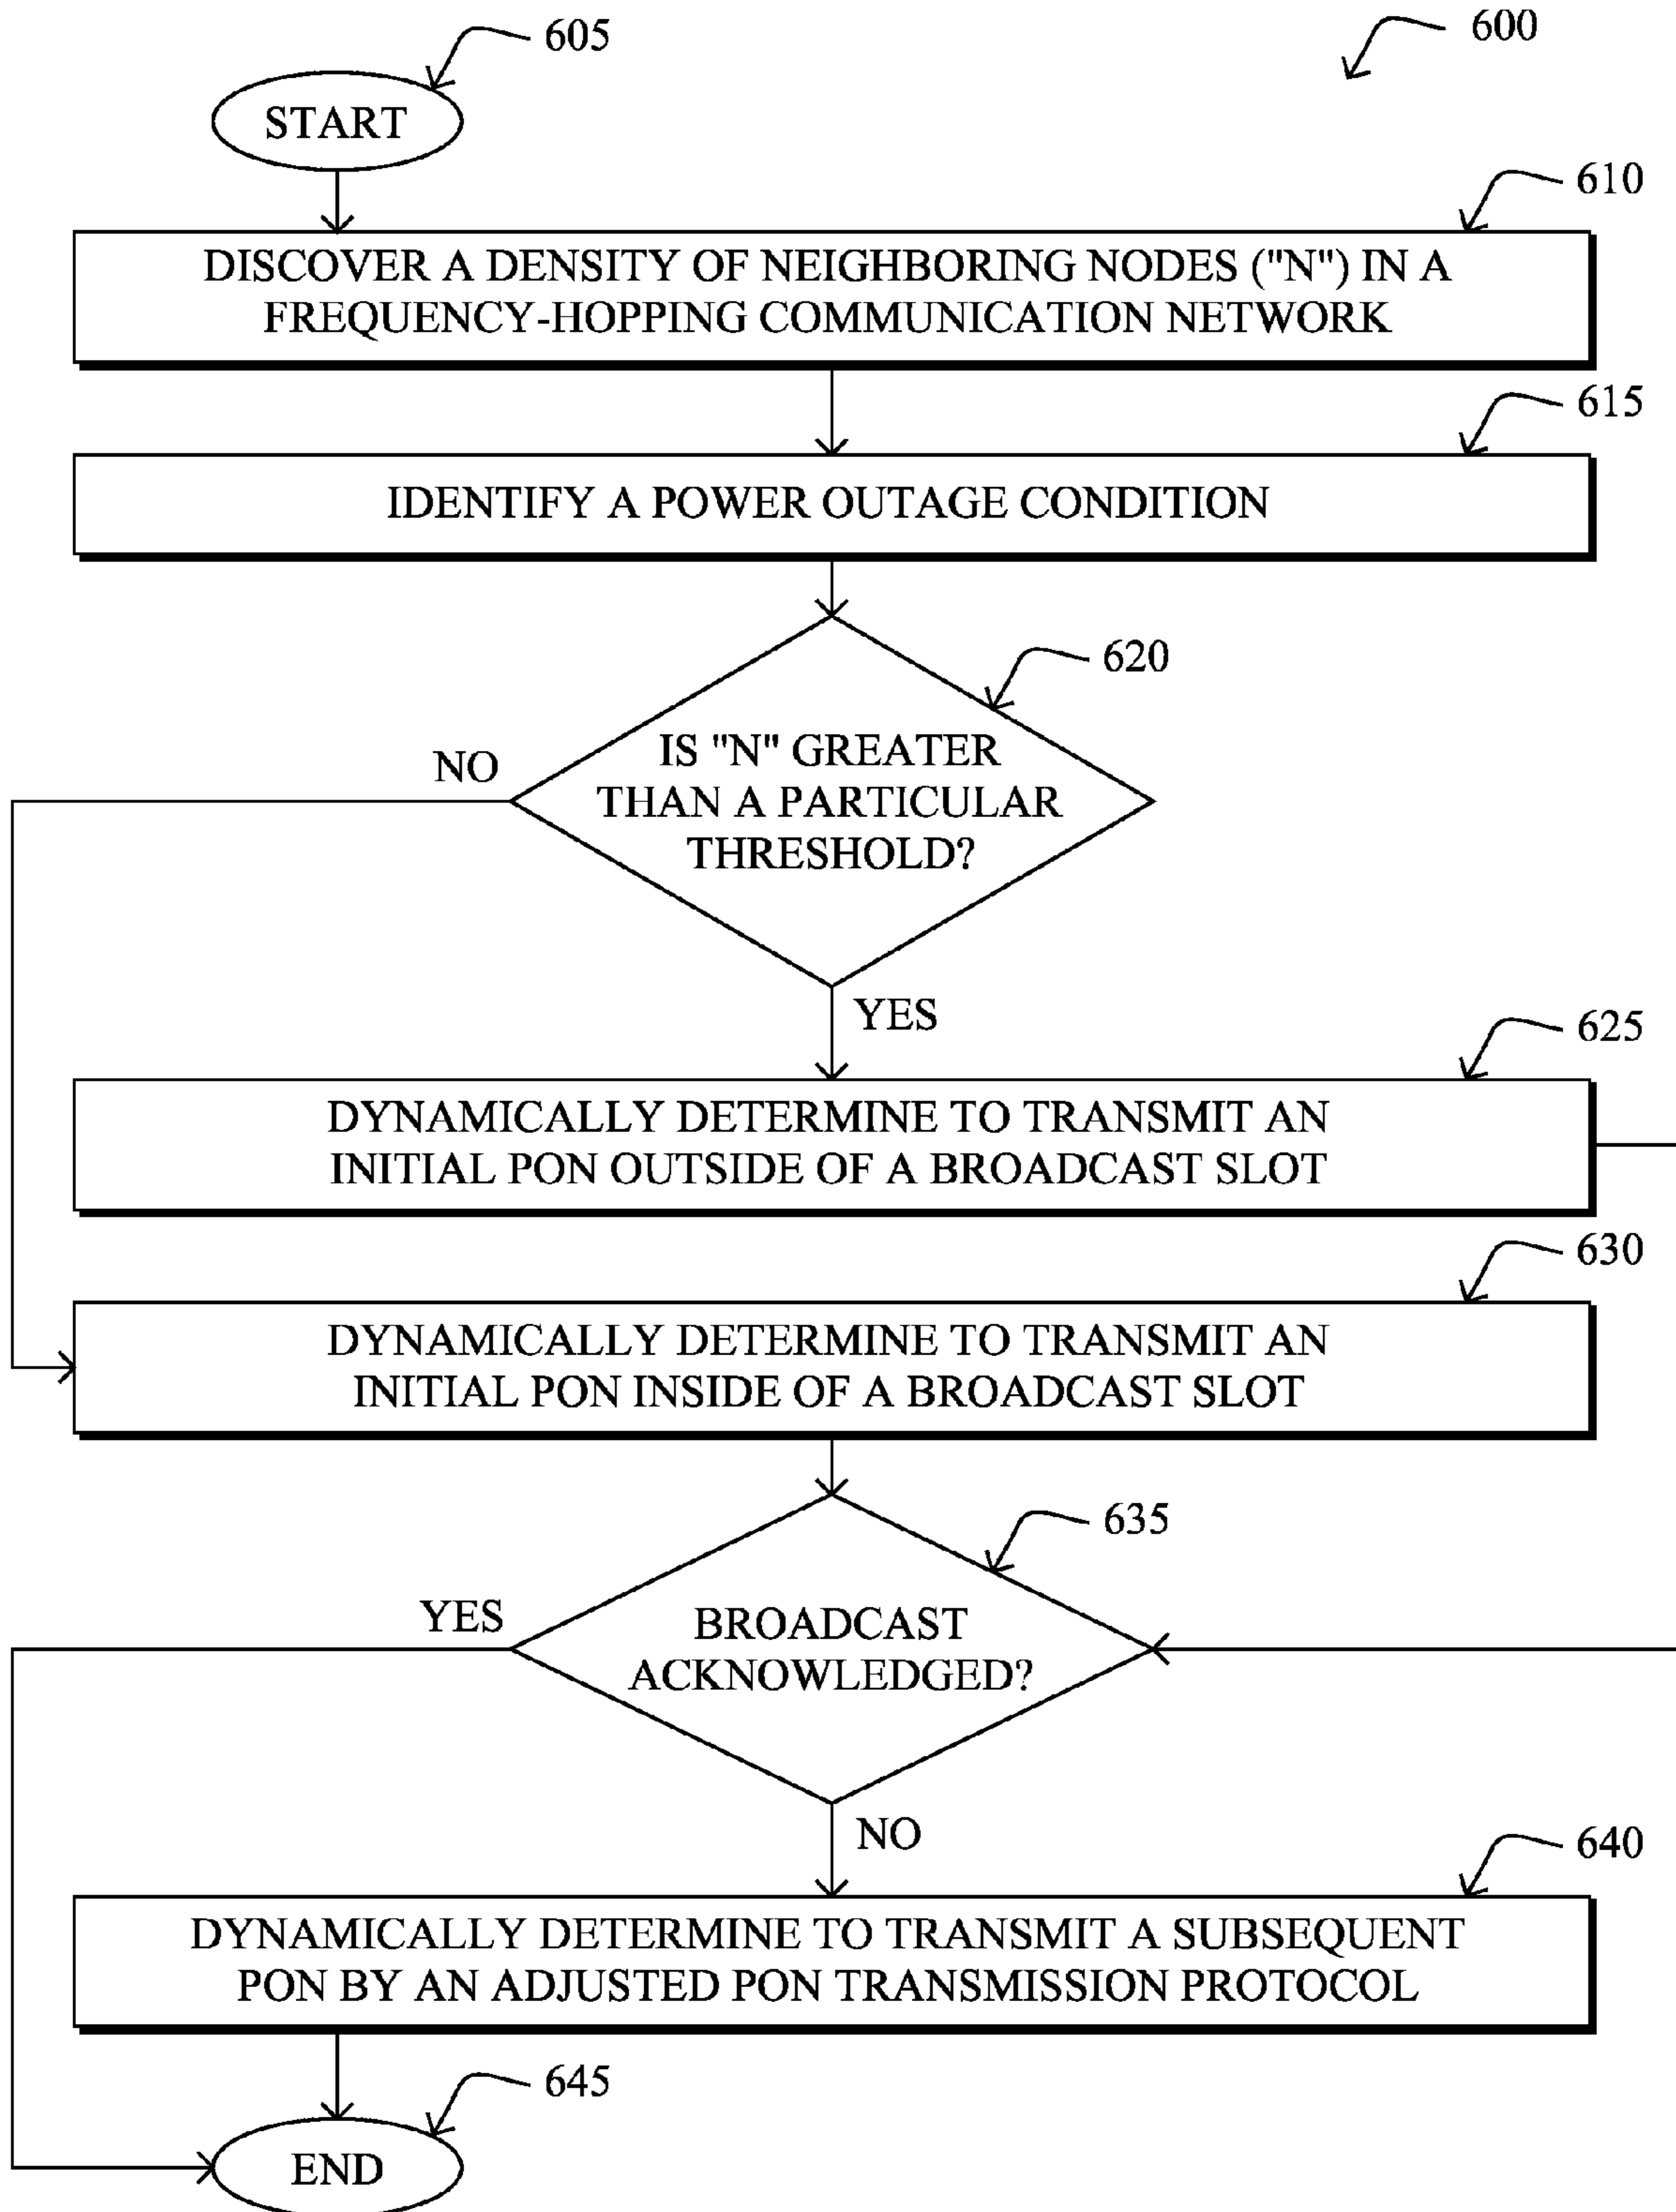 600
605
START
610
DISCOVER A DENSITY OF NEIGHBORING NODES ("N") IN A
FREQUENCY-HOPPING COMMUNICATION NETWORK
615
IDENTIFY A POWER OUTAGE CONDITION
620
IS "N" GREATER
THAN A PARTICULAR
THRESHOLD?
NO
YES
625
DYNAMICALLY DETERMINE TO TRANSMIT AN
INITIAL PON OUTSIDE OF A BROADCAST SLOT
630
DYNAMICALLY DETERMINE TO TRANSMIT AN
INITIAL PON INSIDE OF A BROADCAST SLOT
635
YES
BROADCAST
ACKNOWLEDGED?
NO
640
DYNAMICALLY DETERMINE TO TRANSMIT A SUBSEQUENT
PON BY AN ADJUSTED PON TRANSMISSION PROTOCOL
645
END